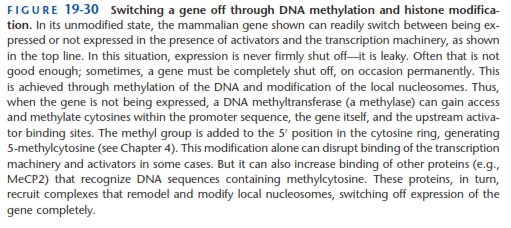 FIGURE 19-30 Switching a gene off through DNA methylation and histone modifica-
tion. In its unmodified state, the mammalian gene shown can readily switch between being ex-
pressed or not expressed in the presence of activators and the transcription machinery, as shown
in the top line. In this situation, expression is never firmly shut off—it is leaky. Often that is not
good enough; sometimes, a gene must be completely shut off, on occasion permanently. This
is achieved through methylation of the DNA and modification of the local nucleosomes. Thus,
when the gene is not being expressed, a DNA methyltransferase (a methylase) can gain access
and methylate cytosines within the promoter sequence, the gene itself, and the upstream activa-
tor binding sites. The methyl group is added to the 5′ position in the cytosine ring, generating
5-methylcytosine (see Chapter 4). This modification alone can disrupt binding of the transcription
machinery and activators in some cases. But it can also increase binding of other proteins (e.g.,
MeCP2) that recognize DNA sequences containing methylcytosine. These proteins, in turn,
recruit complexes that remodel and modify local nucleosomes, switching off expression of the
gene completely.